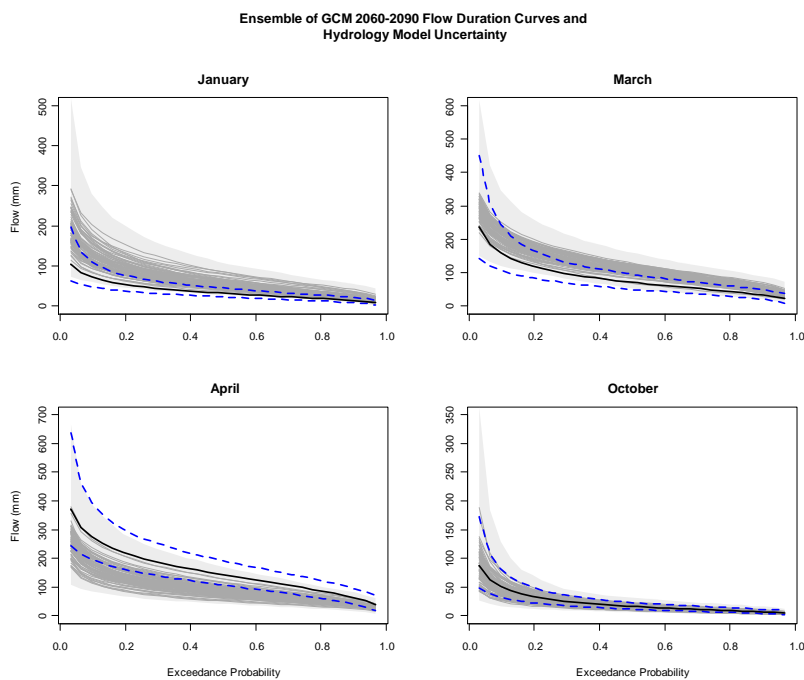 Ensemble of GCM 2060-2090 Flow Duration Curves and
Hydrology Model Uncertainty
January
Flow (mm)
0 100 200 300 400 500
0.0 0.2 0.4 0.6 0.8 1.0
March
0 100 200 300 400 500 600
0.0 0.2 0.4 0.6 0.8 1.0
April
Flow (mm)
0 100 200 300 400 500 600 700
0.0 0.2 0.4 0.6 0.8 1.0
Exceedance Probability
October
0 50 100 150 200 250 300 350
0.0 0.2 0.4 0.6 0.8 1.0
Exceedance Probability